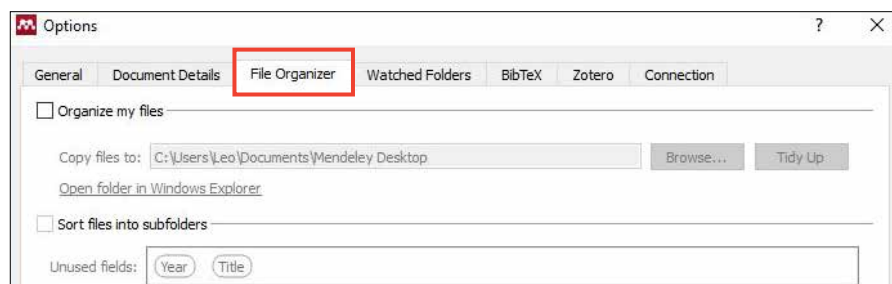 Options ? X
General Document Details File Organizer Watched Folders BibTeX Zotero Connection
Organize my files
Copy files to: C:\Users\Leo\Documents\Mendeley Desktop Browse... Tidy Up
Open folder in Windows Explorer
Sort files into subfolders
Unused fields: Year Title